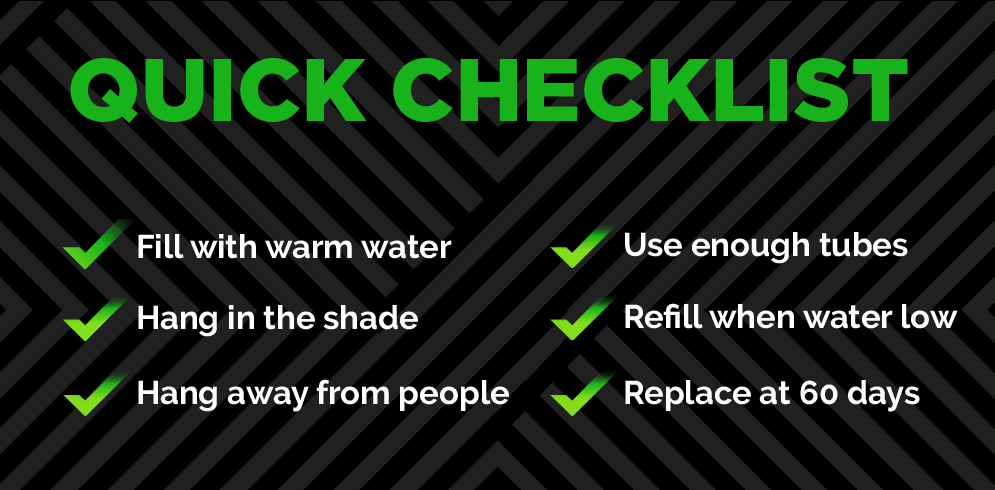 QUICK CHECKLIST
Fill with warm water
Hang in the shade
Hang away from people
Use enough tubes
Refill when water low
Replace at 60 days